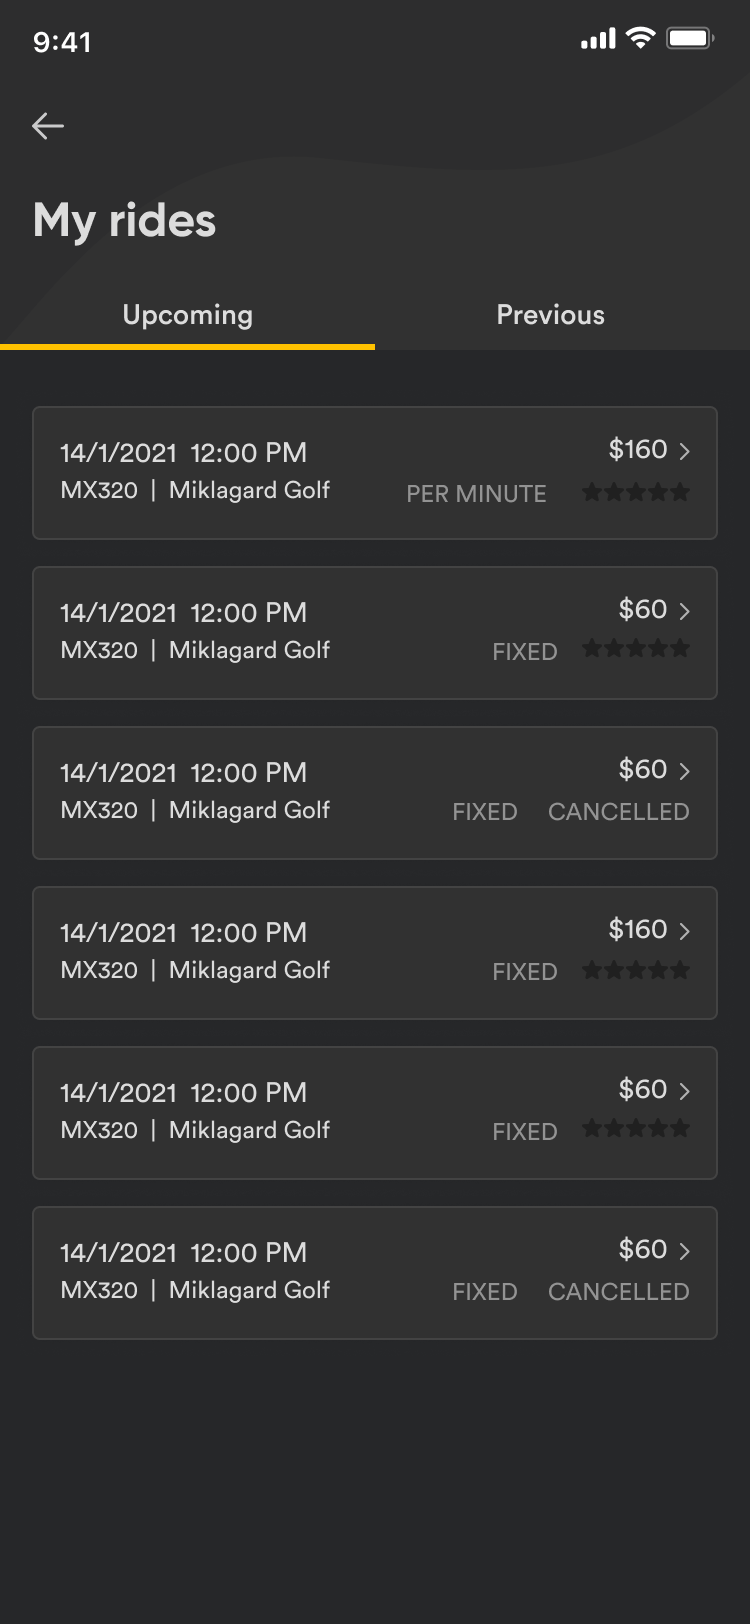 9:41
My rides
Upcoming Previous
14/1/2021 12:00 PM $160
MX320 | Miklagard Golf PER MINUTE
14/1/2021 12:00 PM $60
MX320 | Miklagard Golf FIXED
14/1/2021 12:00 PM $60
MX320 | Miklagard Golf FIXED CANCELLED
14/1/2021 12:00 PM $160
MX320 | Miklagard Golf FIXED
14/1/2021 12:00 PM $60
MX320 | Miklagard Golf FIXED
14/1/2021 12:00 PM $60
MX320 | Miklagard Golf FIXED CANCELLED